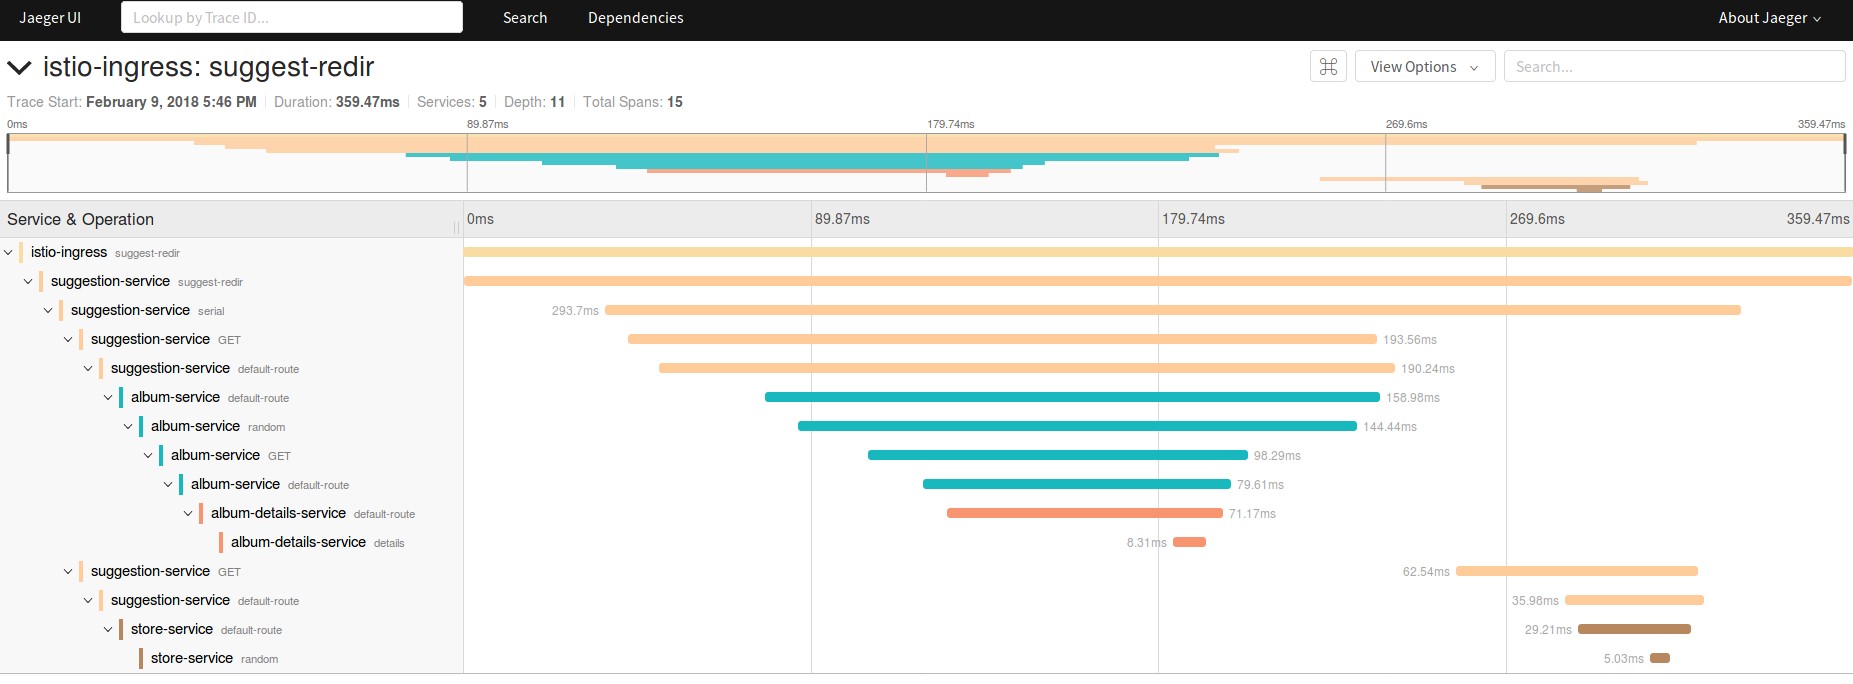 Jaeger UI Lookup by Trace ID... Search Dependencies About Jaeger
istio-ingress: suggest-redir View Options Search...
Trace Start: February 9, 2018 5:46 PM Duration: 359.47ms Services: 5 Depth: 11 Total Spans: 15
0ms 89.87ms 179.74ms 269.6ms 359.47ms
Service & Operation 0ms 89.87ms 179.74ms 269.6ms 359.47ms
istio-ingress suggest-redir
suggestion-service suggest-redir
suggestion-service serial 293.7ms
suggestion-service GET 193.56ms
suggestion-service default-route 190.24ms
album-service default-route 158.98ms
album-service random 144.44ms
album-service GET 98.29ms
album-service default-route 79.61ms
album-details-service default-route 71.17ms
album-details-service details 8.31ms
suggestion-service GET 62.54ms
suggestion-service default-route 35.98ms
store-service default-route 29.21ms
store-service random 5.03ms